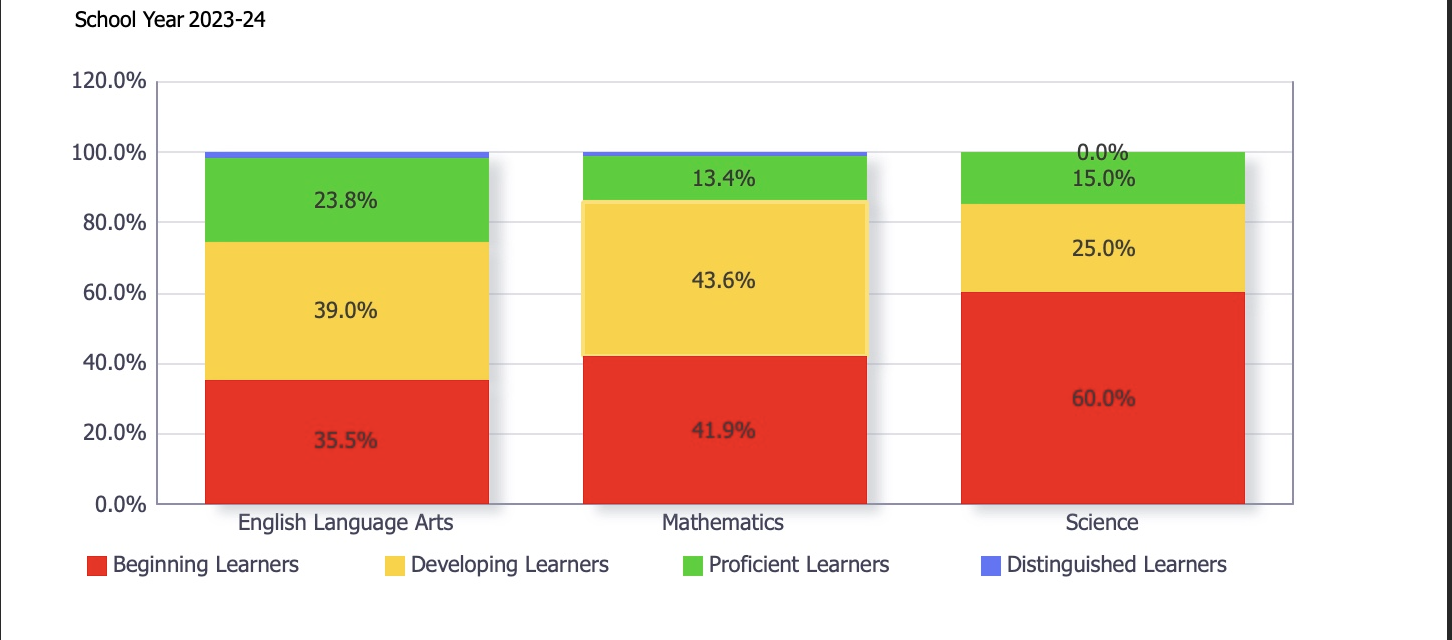 School Year 2023-24
120.0%
100.0%
80.0%
60.0%
40.0%
20.0%
0.0%
23.8%
39.0%
35.5%
13.4%
43.6%
41.9%
0.0%
15.0%
25.0%
60.0%
English Language Arts
Mathematics
Science
Beginning Learners
Developing Learners
Proficient Learners
Distinguished Learners